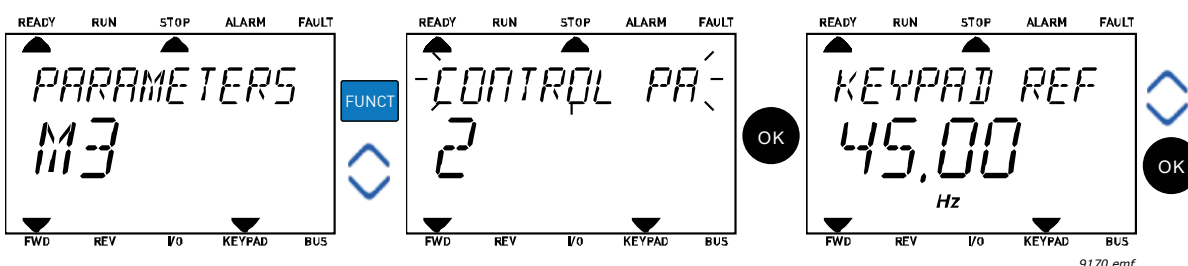 READY RUN STOP ALARM FAULT
PARAMETERS
M3
FWD REV I/O KEYPAD BUS
FUNCT
READY RUN STOP ALARM FAULT
CONTROL PA
2
FWD REV I/O KEYPAD BUS
OK
READY RUN STOP ALARM FAULT
KEYPAD REF
45.00
Hz
FWD REV I/O KEYPAD BUS
OK
9170.emf